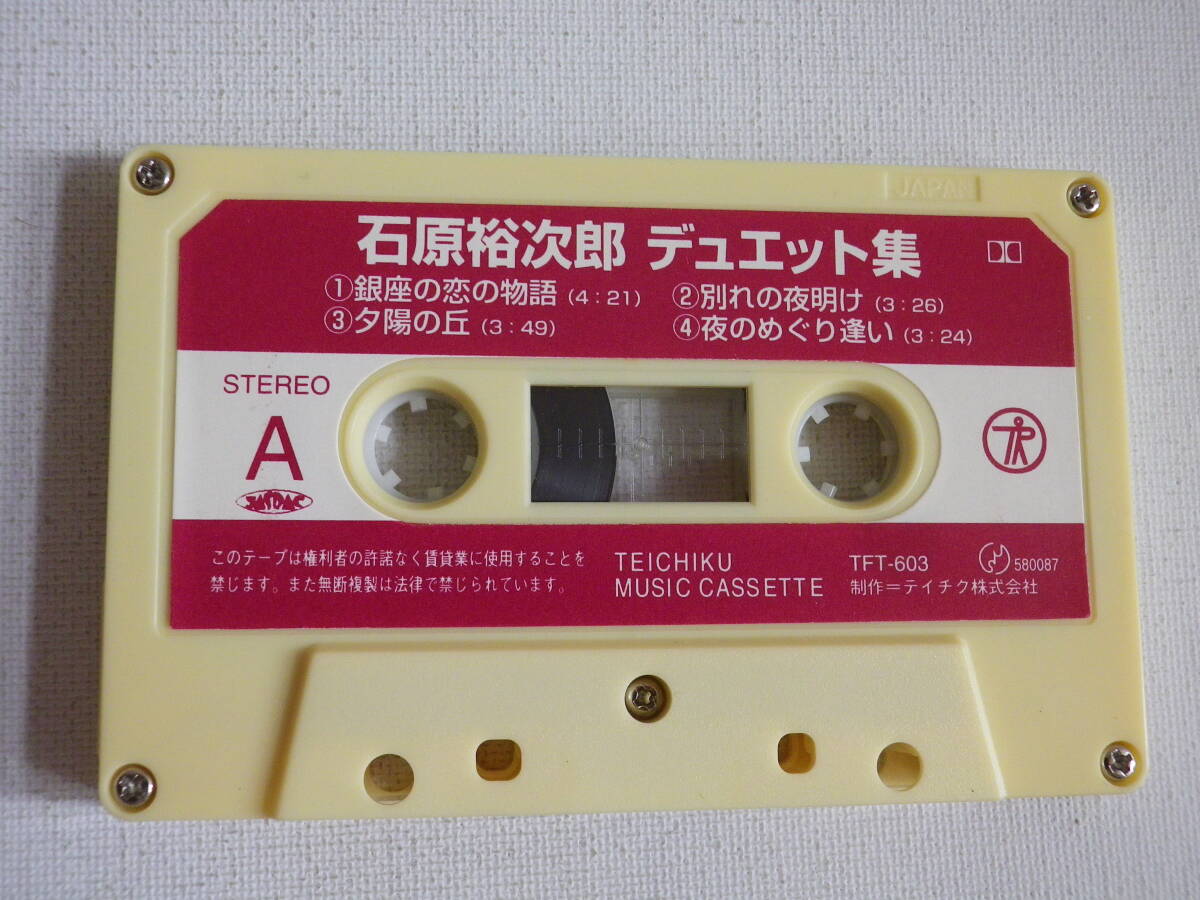 JAPAN
石原裕次郎 デュエット集
①銀座の恋の物語 (4:21) ②別れの夜明け (3:26)
③夕陽の丘 (3:49) ④夜のめぐり逢い (3:24)
STEREO
A
JASRAC
このテープは権利者の許諾なく賃貸業に使用することを
禁じます。また無断複製は法律で禁じられています。
TEICHIKU
MUSIC CASSETTE
TFT-603 580087
制作=テイチク株式会社